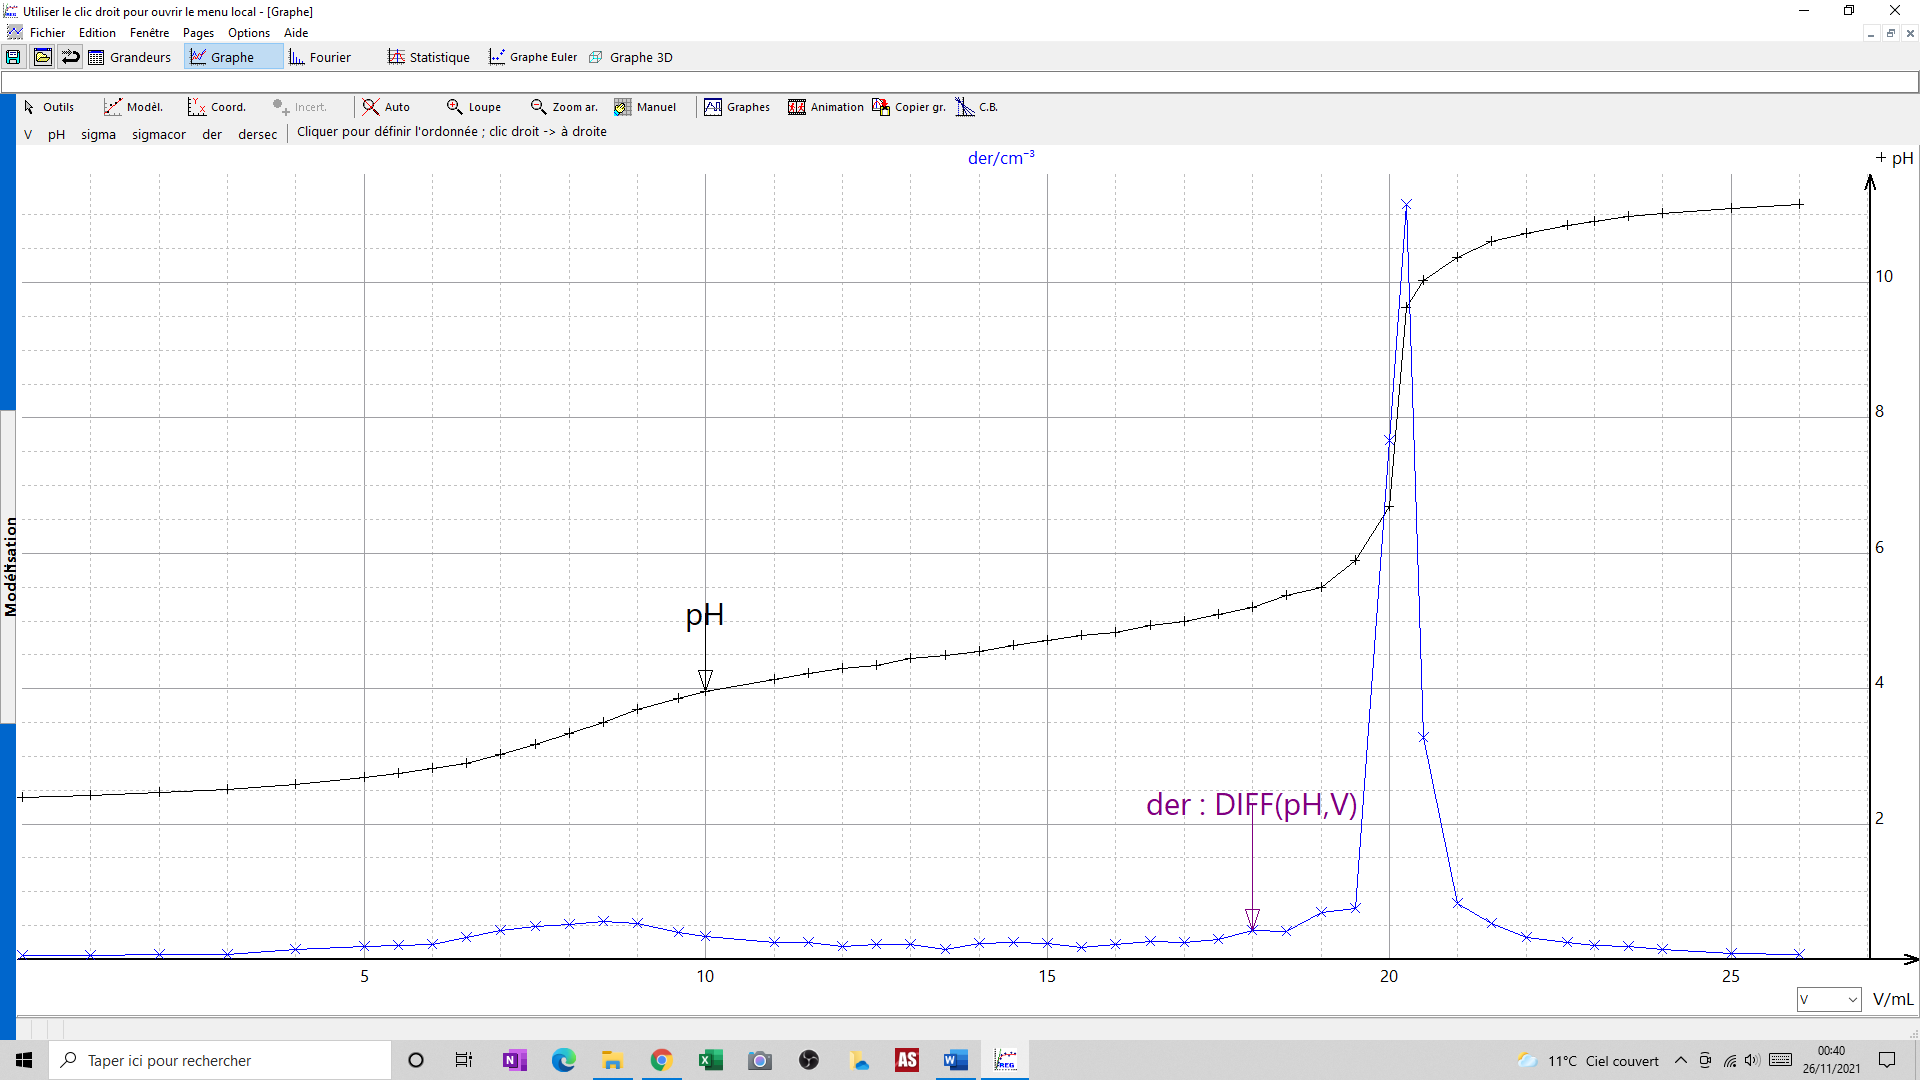 Utiliser le clic droit pour ouvrir le menu local - [Graphe]
Fichier Edition Fenêtre Pages Options Aide
Grandeurs Graphe Fourier Statistique Graphe Euler Graphe 3D
Outils Modèl. Coord. Incert. Auto Loupe Zoom ar. Manuel Graphes Animation Copier gr. C.B.
V pH sigma sigmacor der dersec Cliquer pour définir l'ordonnée ; clic droit -> à droite
der/cm⁻³
+ pH
10
8
6
4
2
Modélisation
pH
der : DIFF(pH,V)
5 10 15 20 25
V
V/mL
Taper ici pour rechercher
AS
REG
11°C Ciel couvert
00:40
26/11/2021